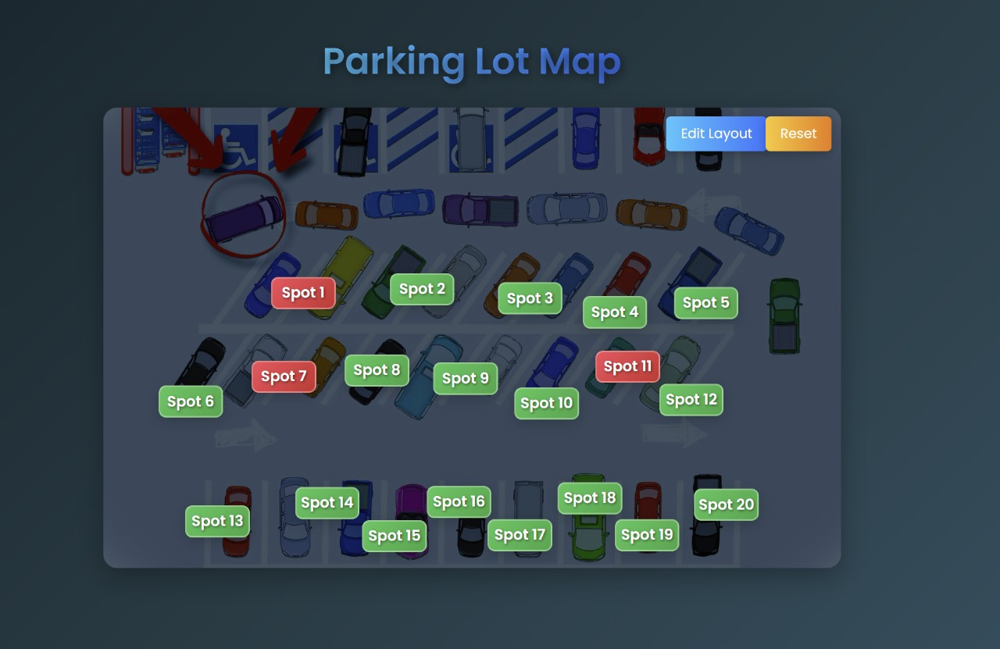 Parking Lot Map
Edit Layout
Reset
Spot 1
Spot 2
Spot 3
Spot 4
Spot 5
Spot 6
Spot 7
Spot 8
Spot 9
Spot 10
Spot 11
Spot 12
Spot 13
Spot 14
Spot 15
Spot 16
Spot 17
Spot 18
Spot 19
Spot 20